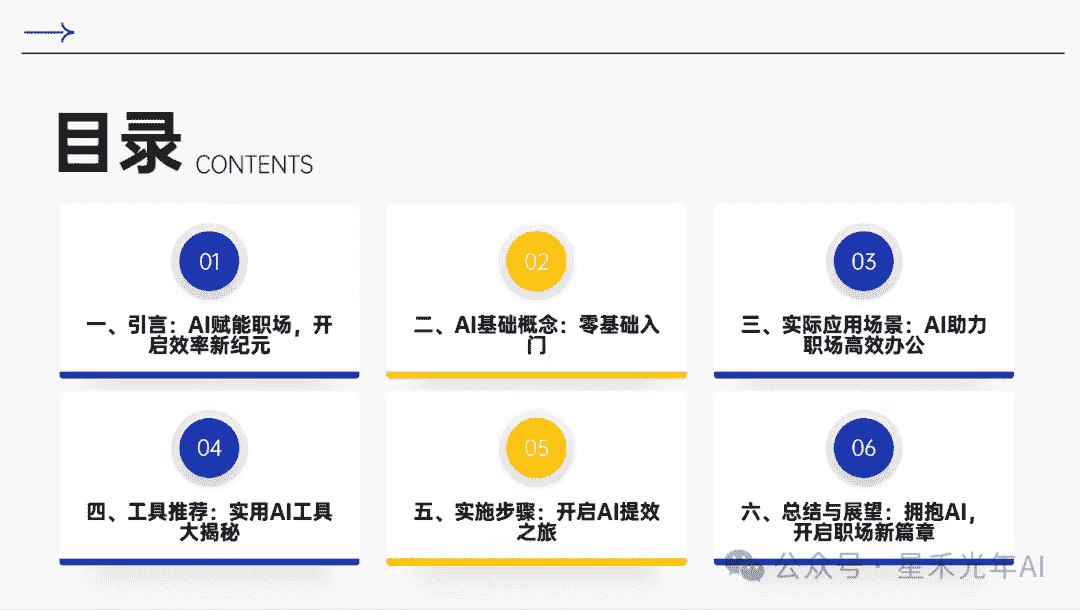 目录 CONTENTS
01
一、引言：AI赋能职场，开
启效率新纪元
02
二、AI基础概念：零基础入
门
03
三、实际应用场景：AI助力
职场高效办公
04
四、工具推荐：实用AI工具
大揭秘
05
五、实施步骤：开启AI提效
之旅
06
六、总结与展望：拥抱AI，
开启职场新篇章
公众号 · 星禾光年AI